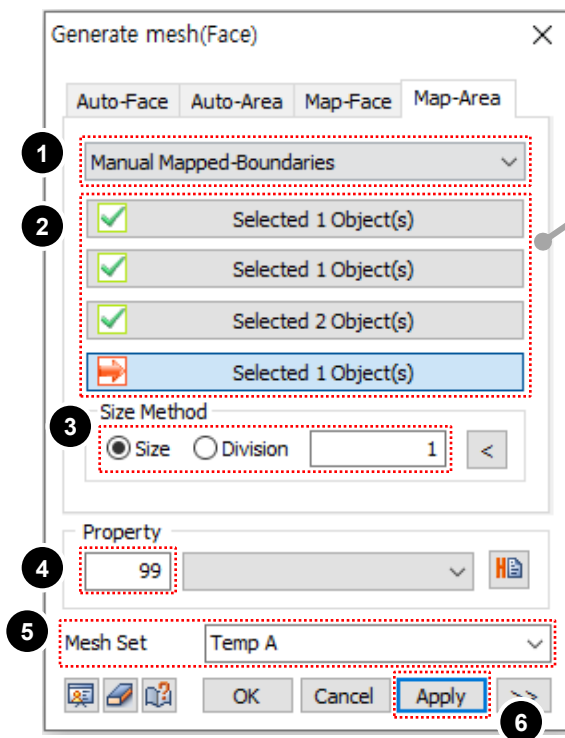 Generate mesh(Face)
Auto-Face Auto-Area Map-Face Map-Area
1 Manual Mapped-Boundaries
2 Selected 1 Object(s)
Selected 1 Object(s)
Selected 2 Object(s)
Selected 1 Object(s)
Size Method
3 Size Division 1 <
Property
4 99
5 Mesh Set Temp A
OK Cancel Apply >>
6